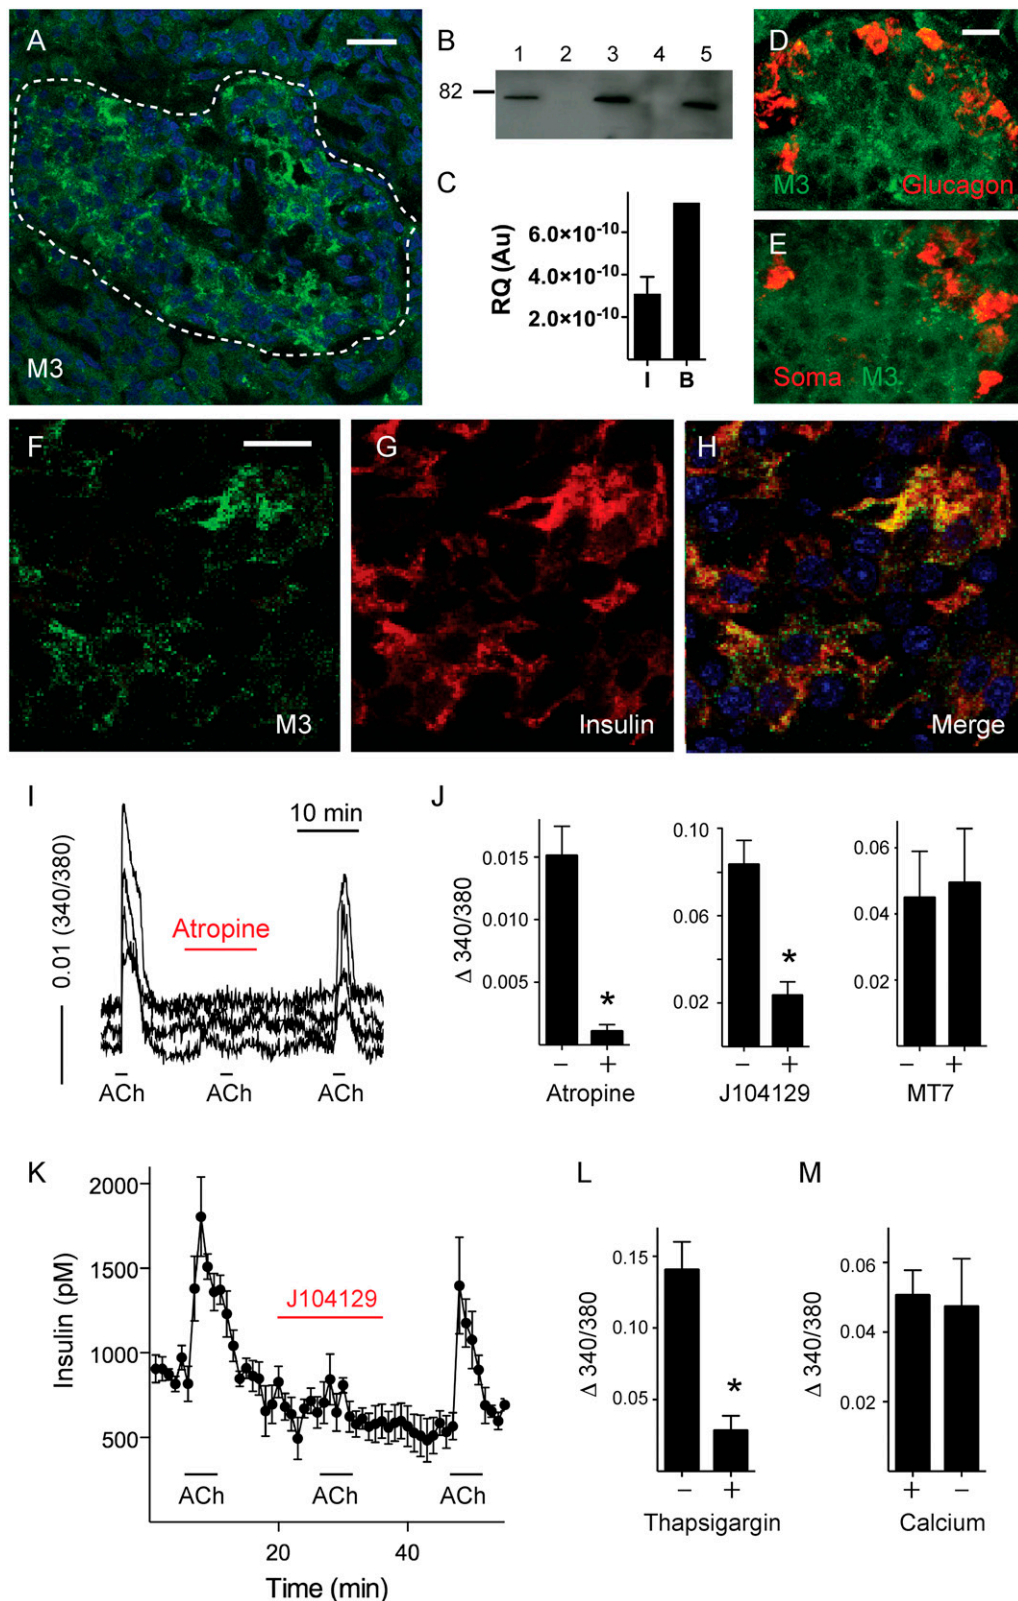 A
M3
B
1 2 3 4 5
82
C
RQ (Au)
6.0×10⁻¹⁰
4.0×10⁻¹⁰
2.0×10⁻¹⁰
I B
D
M3 Glucagon
E
Soma M3
F
M3
G
Insulin
H
Merge
I
0.01 (340/380)
10 min
Atropine
ACh ACh ACh
J
Δ 340/380
0.015
0.010
0.005
*
− +
Atropine
0.10
0.06
0.02
*
− +
J104129
0.06
0.04
0.02
− +
MT7
K
Insulin (pM)
2000
1500
1000
500
J104129
ACh ACh ACh
20 40
Time (min)
L
Δ 340/380
0.15
0.10
0.05
*
− +
Thapsigargin
M
Δ 340/380
0.06
0.04
0.02
+ −
Calcium